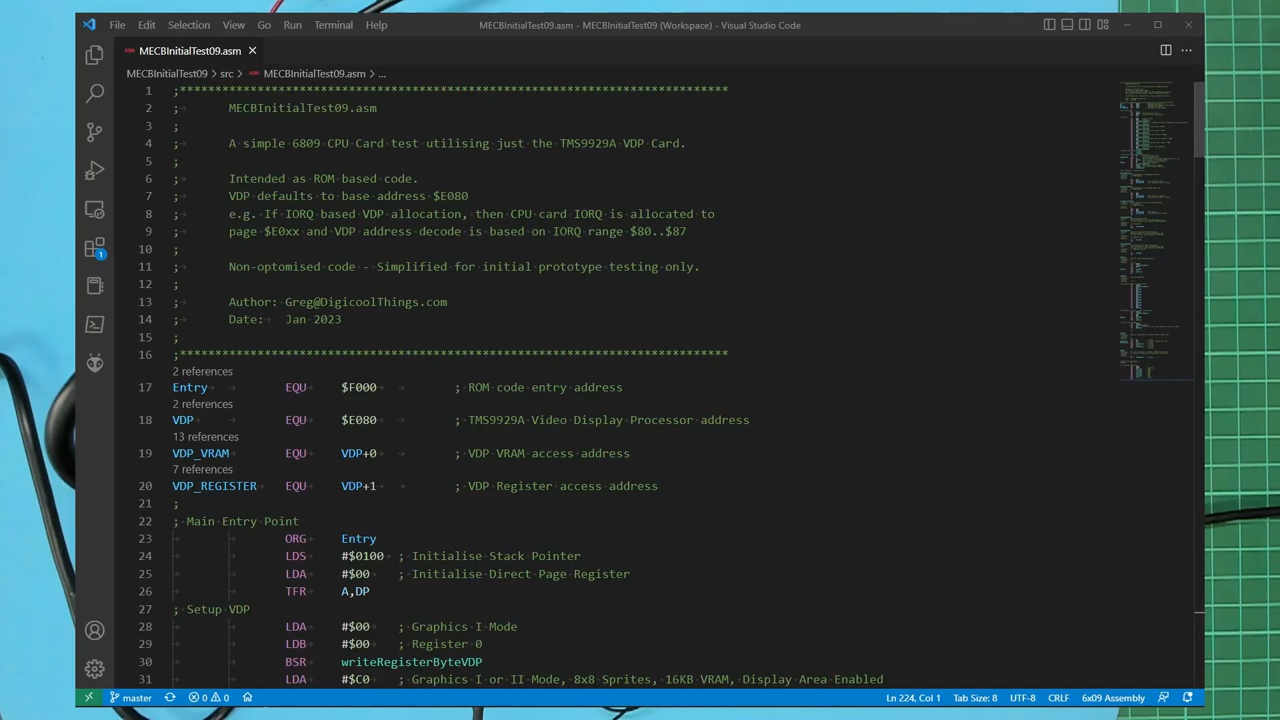 File Edit Selection View Go Run Terminal Help
MECBInitialTest09.asm - MECBInitialTest09 (Workspace) - Visual Studio Code
MECBInitialTest09.asm
MECBInitialTest09 > src > MECBInitialTest09.asm > ...
1 ;******************************************************************************
2 ; MECBInitialTest09.asm
3 ;
4 ; A simple 6809 CPU Card test utilising just the TMS9929A VDP Card.
5 ;
6 ; Intended as ROM based code.
7 ; VDP defaults to base address $E080
8 ; e.g. If IORQ based VDP allocation, then CPU card IORQ is allocated to
9 ; page $E0xx and VDP address decode is based on IORQ range $80..$87
10 ;
11 ; Non-optomised code -- Simplified for initial prototype testing only.
12 ;
13 ; Author: Greg@DigicoolThings.com
14 ; Date: Jan 2023
15 ;
16 ;******************************************************************************
2 references
17 Entry EQU $F000 ; ROM code entry address
2 references
18 VDP EQU $E080 ; TMS9929A Video Display Processor address
13 references
19 VDP_VRAM EQU VDP+0 ; VDP VRAM access address
7 references
20 VDP_REGISTER EQU VDP+1 ; VDP Register access address
21 ;
22 ; Main Entry Point
23 ORG Entry
24 LDS #$0100 ; Initialise Stack Pointer
25 LDA #$00 ; Initialise Direct Page Register
26 TFR A,DP
27 ; Setup VDP
28 LDA #$00 ; Graphics I Mode
29 LDB #$00 ; Register 0
30 BSR writeRegisterByteVDP
31 LDA #$C0 ; Graphics I or II Mode, 8x8 Sprites, 16KB VRAM, Display Area Enabled
1
master 0 0 Ln 224, Col 1 Tab Size: 8 UTF-8 CRLF 6x09 Assembly